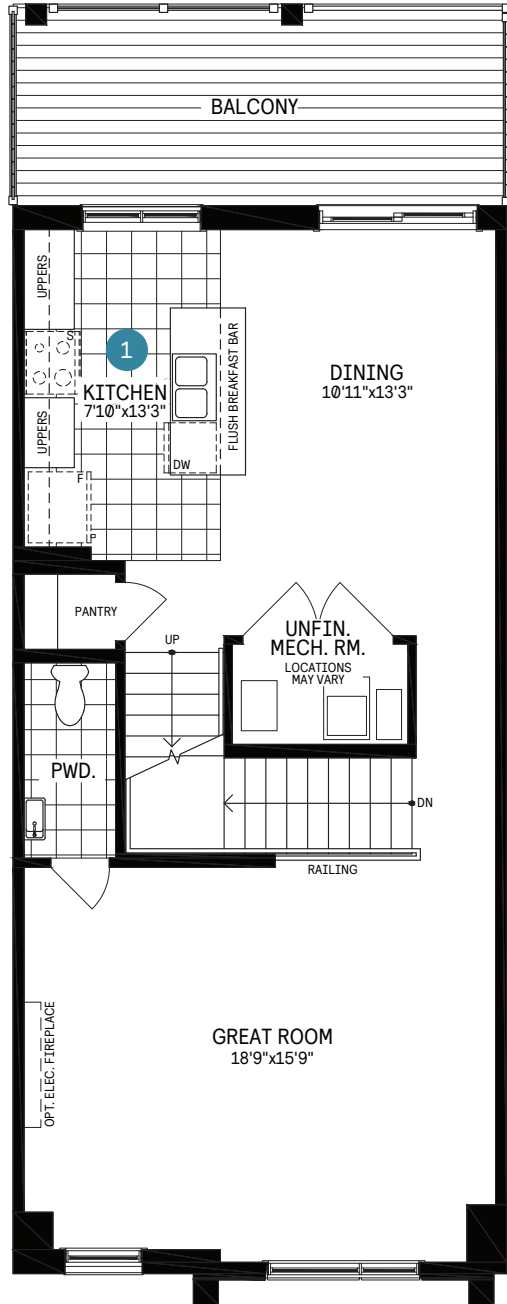 BALCONY
UPPERS
S
1
KITCHEN
7'10"x13'3"
UPPERS
F
DW
FLUSH BREAKFAST BAR
DINING
10'11"x13'3"
PANTRY
UP
UNFIN.
MECH. RM.
LOCATIONS
MAY VARY
PWD.
DN
RAILING
OPT. ELEC. FIREPLACE
GREAT ROOM
18'9"x15'9"